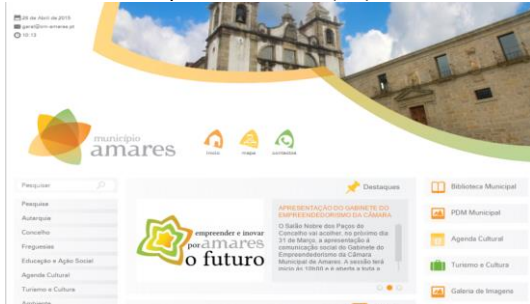 28 de Abril de 2015
geral@cm-amares.pt
município
amares
início
mapa
contactos
Pesquisar
Pesquisa
Autarquia
Concelho
Freguesias
Educação e Ação Social
Agenda Cultural
Turismo e Cultura
Ambiente
Destaques
empreender e inovar
por amares
o futuro
APRESENTAÇÃO DO GABINETE DO
EMPREENDEDORISMO DA CÂMARA
O Salão Nobre dos Paços do
Concelho vai acolher, no próximo dia
31 de Março, a apresentação à
comunicação social do Gabinete do
Empreendedorismo da Câmara
Municipal de Amares. A sessão terá
início às 10h00 e é aberta a toda a
Biblioteca Municipal
PDM Municipal
Agenda Cultural
Turismo e Cultura
Galeria de Imagens